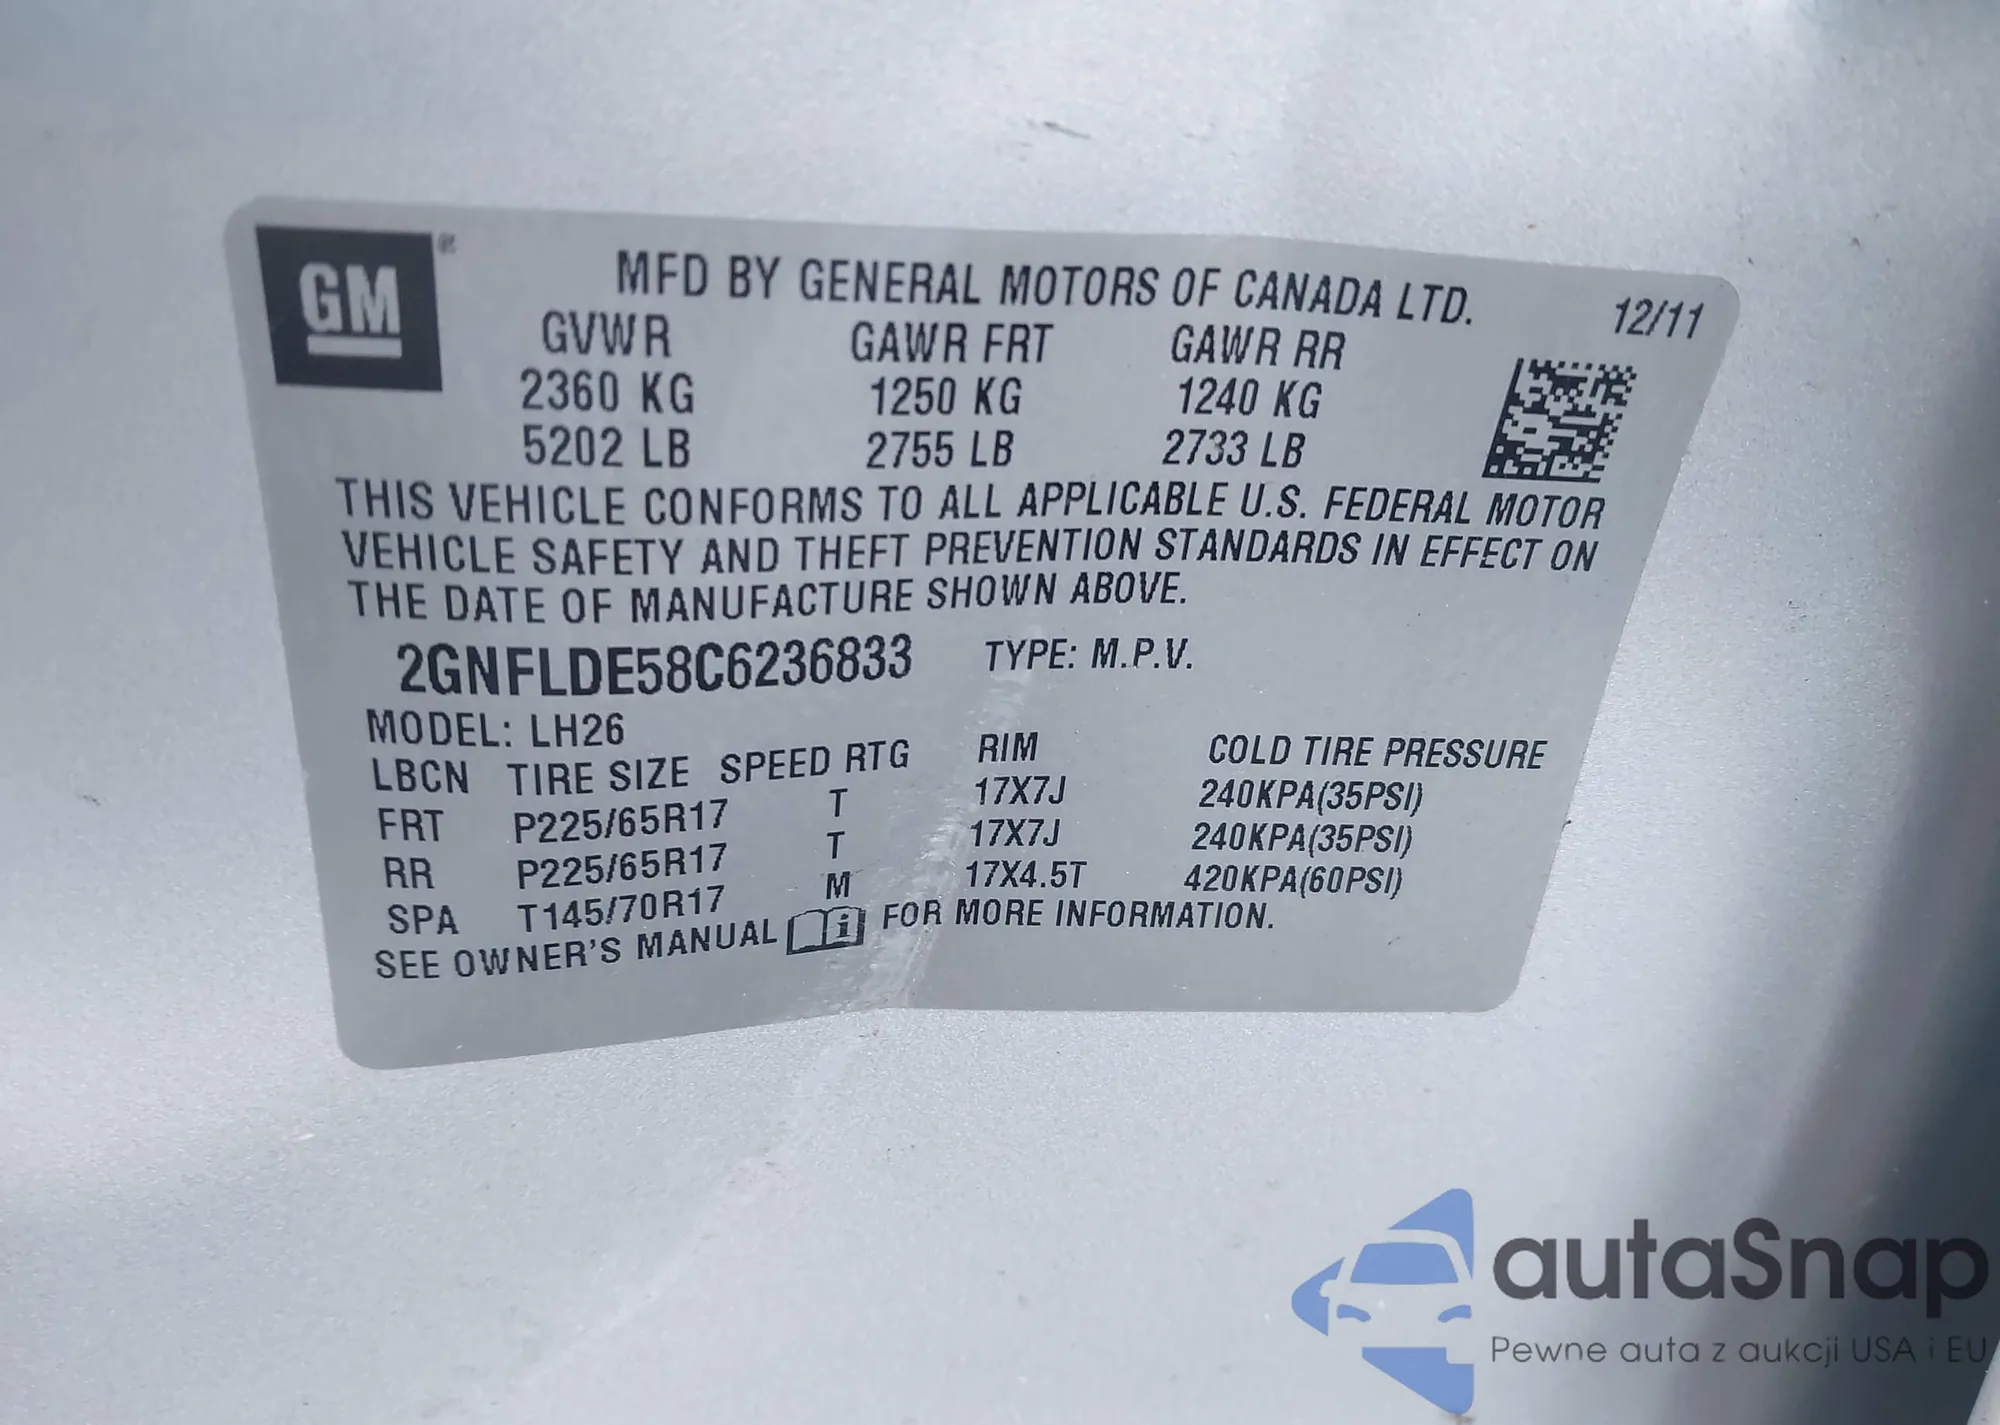 GM®
MFD BY GENERAL MOTORS OF CANADA LTD.
12/11
GVWR GAWR FRT GAWR RR
2360 KG 1250 KG 1240 KG
5202 LB 2755 LB 2733 LB
THIS VEHICLE CONFORMS TO ALL APPLICABLE U.S. FEDERAL MOTOR
VEHICLE SAFETY AND THEFT PREVENTION STANDARDS IN EFFECT ON
THE DATE OF MANUFACTURE SHOWN ABOVE.
2GNFLDE58C6236833 TYPE: M.P.V.
MODEL: LH26
LBCN TIRE SIZE SPEED RTG RIM COLD TIRE PRESSURE
FRT P225/65R17 T 17X7J 240KPA(35PSI)
RR P225/65R17 T 17X7J 240KPA(35PSI)
SPA T145/70R17 M 17X4.5T 420KPA(60PSI)
SEE OWNER'S MANUAL i FOR MORE INFORMATION.
autaSnap
Pewne auta z aukcji USA i EU